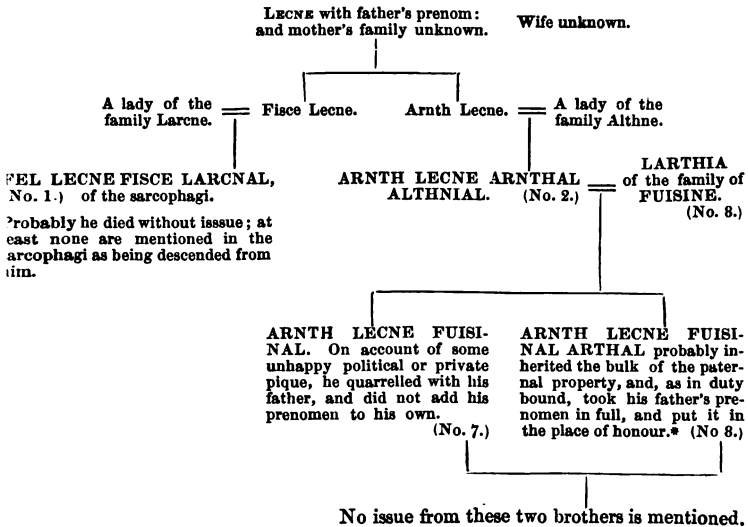 LECNE with father's prenom:
and mother's family unknown.
Wife unknown.
A lady of the
family Larcne.
Fisce Lecne.
Arnth Lecne.
A lady of the
family Althne.
FEL LECNE FISCE LARCNAL,
No. 1.) of the sarcophagi.
Probably he died without isssue; at
east none are mentioned in the
arcophagi as being descended from
him.
ARNTH LECNE ARNTHAL
ALTHNIAL. (No. 2.)
LARTHIA
of the family of
FUISINE.
(No. 8.)
ARNTH LECNE FUISI-
NAL. On account of some
unhappy political or private
pique, he quarrelled with his
father, and did not add his
prenomen to his own.
(No. 7.)
ARNTH LECNE FUISI-
NAL ARTHAL probably in-
herited the bulk of the pater-
nal property, and, as in duty
bound, took his father's pre-
nomen in full, and put it in
the place of honour.* (No 8.)
No issue from these two brothers is mentioned.